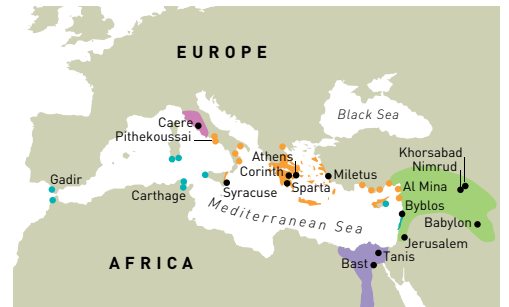 EUROPE
Black Sea
Caere
Pithekoussai
Khorsabad
Nimrud
Athens
Corinth
Miletus
Gadir
Carthage
Syracuse
Sparta
Al Mina
Byblos
Mediterranean Sea
Babylon
Jerusalem
AFRICA
Tanis
Bast